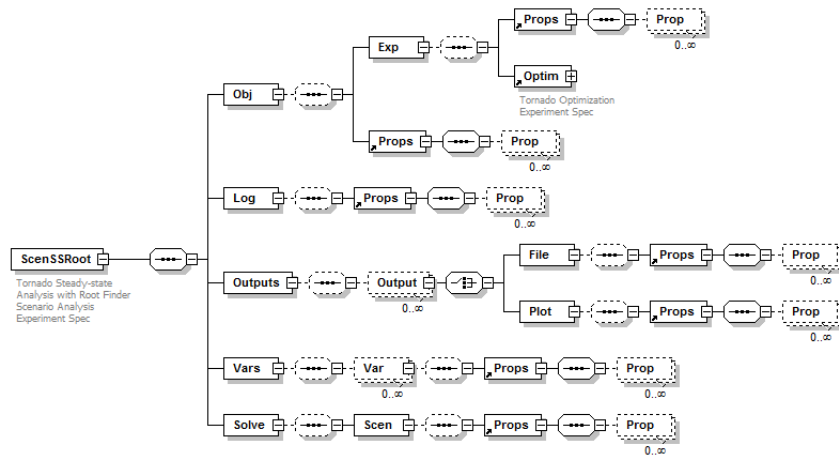 Props
Prop
0..∞
Exp
Optim
Tornado Optimization
Experiment Spec
Obj
Props
Prop
0..∞
Log
Props
Prop
0..∞
ScenSSRoot
Tornado Steady-state
Analysis with Root Finder
Scenario Analysis
Experiment Spec
File
Props
Prop
0..∞
Outputs
Output
0..∞
Plot
Props
Prop
0..∞
Vars
Var
0..∞
Props
Prop
0..∞
Solve
Scen
Props
Prop
0..∞